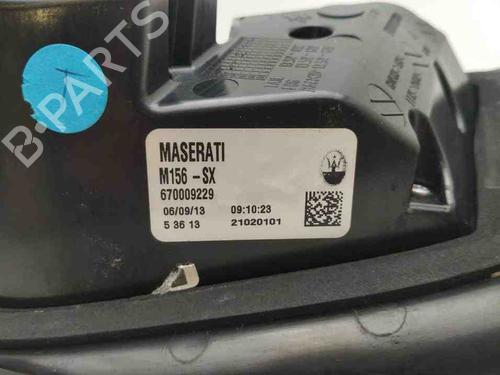 B-PARTS
MASERATI
M156 - SX
670009229
06/09/13 09:10:23
5 36 13 21020101